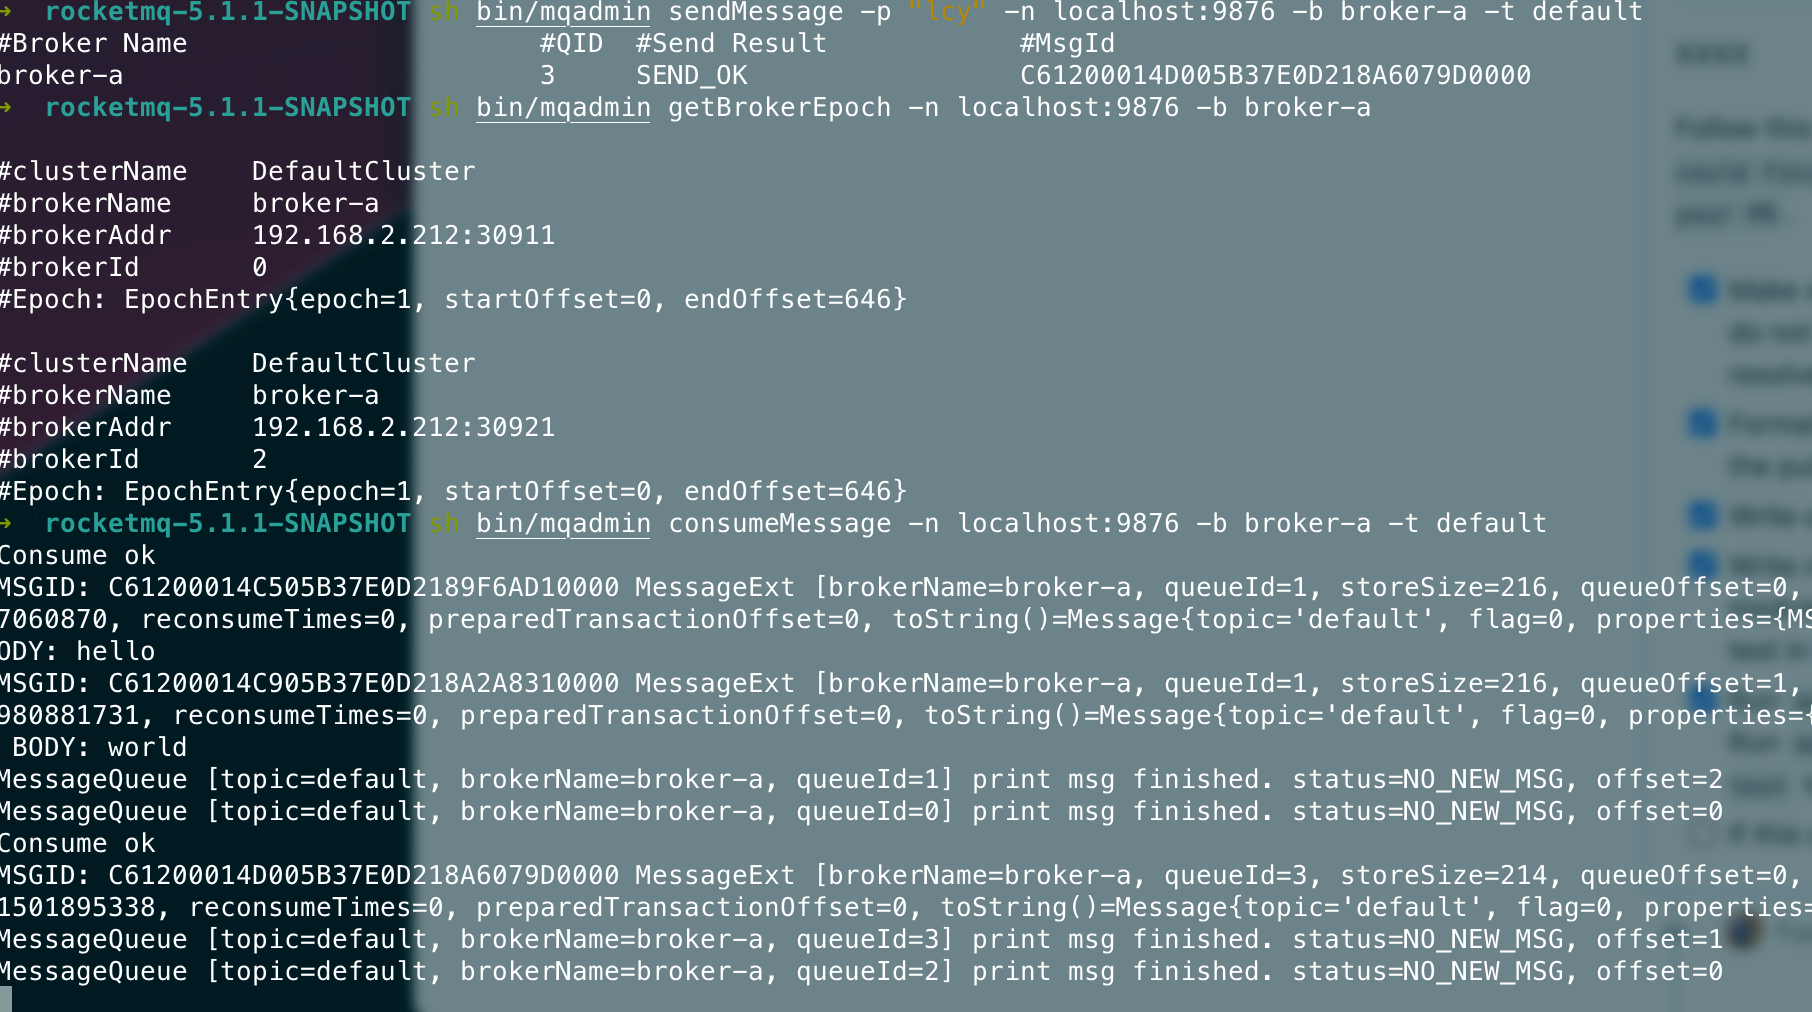 → rocketmq-5.1.1-SNAPSHOT sh bin/mqadmin sendMessage -p "lcy" -n localhost:9876 -b broker-a -t default
#Broker Name #QID #Send Result #MsgId
broker-a 3 SEND_OK C61200014D005B37E0D218A6079D0000
→ rocketmq-5.1.1-SNAPSHOT sh bin/mqadmin getBrokerEpoch -n localhost:9876 -b broker-a
#clusterName DefaultCluster
#brokerName broker-a
#brokerAddr 192.168.2.212:30911
#brokerId 0
#Epoch: EpochEntry{epoch=1, startOffset=0, endOffset=646}
#clusterName DefaultCluster
#brokerName broker-a
#brokerAddr 192.168.2.212:30921
#brokerId 2
#Epoch: EpochEntry{epoch=1, startOffset=0, endOffset=646}
→ rocketmq-5.1.1-SNAPSHOT sh bin/mqadmin consumeMessage -n localhost:9876 -b broker-a -t default
Consume ok
MSGID: C61200014C505B37E0D2189F6AD10000 MessageExt [brokerName=broker-a, queueId=1, storeSize=216, queueOffset=0,
7060870, reconsumeTimes=0, preparedTransactionOffset=0, toString()=Message{topic='default', flag=0, properties={MS
ODY: hello
MSGID: C61200014C905B37E0D218A2A8310000 MessageExt [brokerName=broker-a, queueId=1, storeSize=216, queueOffset=1,
980881731, reconsumeTimes=0, preparedTransactionOffset=0, toString()=Message{topic='default', flag=0, properties={
BODY: world
MessageQueue [topic=default, brokerName=broker-a, queueId=1] print msg finished. status=NO_NEW_MSG, offset=2
MessageQueue [topic=default, brokerName=broker-a, queueId=0] print msg finished. status=NO_NEW_MSG, offset=0
Consume ok
MSGID: C61200014D005B37E0D218A6079D0000 MessageExt [brokerName=broker-a, queueId=3, storeSize=214, queueOffset=0,
1501895338, reconsumeTimes=0, preparedTransactionOffset=0, toString()=Message{topic='default', flag=0, properties=
MessageQueue [topic=default, brokerName=broker-a, queueId=3] print msg finished. status=NO_NEW_MSG, offset=1
MessageQueue [topic=default, brokerName=broker-a, queueId=2] print msg finished. status=NO_NEW_MSG, offset=0